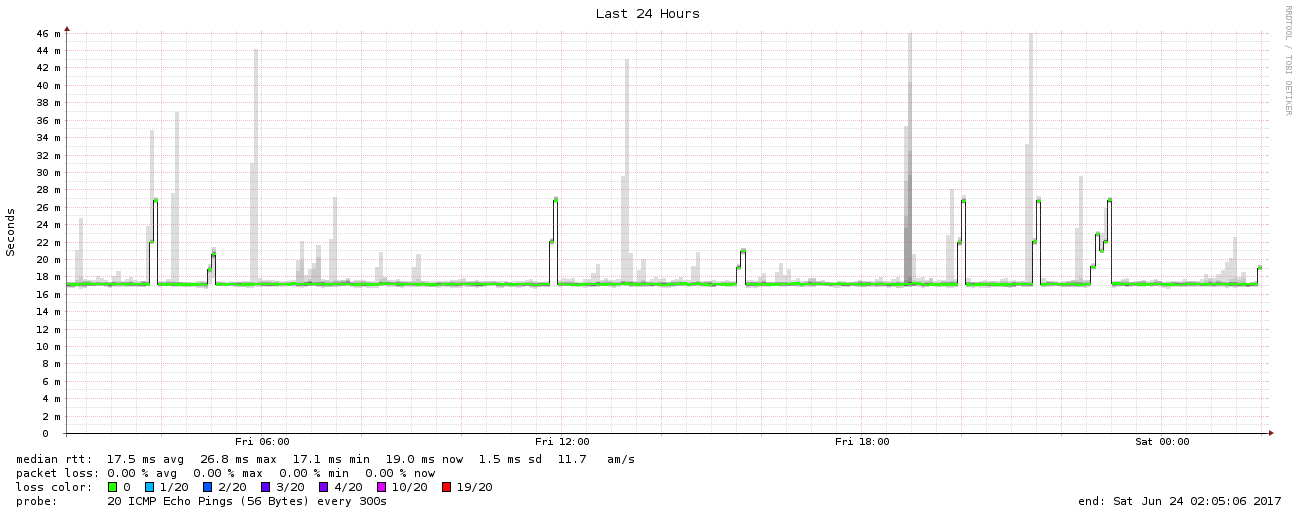 Last 24 Hours
RRDTOOL / TOBI OETIKER
Seconds
46 m
44 m
42 m
40 m
38 m
36 m
34 m
32 m
30 m
28 m
26 m
24 m
22 m
20 m
18 m
16 m
14 m
12 m
10 m
8 m
6 m
4 m
2 m
0
Fri 06:00 Fri 12:00 Fri 18:00 Sat 00:00
median rtt: 17.5 ms avg 26.8 ms max 17.1 ms min 19.0 ms now 1.5 ms sd 11.7 am/s
packet loss: 0.00 % avg 0.00 % max 0.00 % min 0.00 % now
loss color: 0 1/20 2/20 3/20 4/20 10/20 19/20
probe: 20 ICMP Echo Pings (56 Bytes) every 300s end: Sat Jun 24 02:05:06 2017